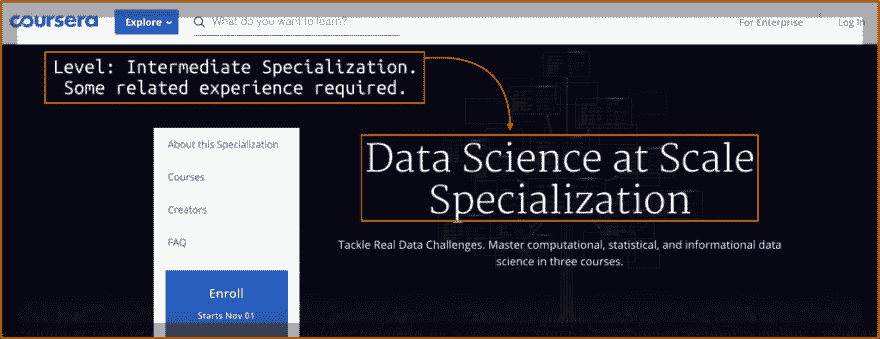 coursera Explore What do you want to learn? For Enterprise Log In
Level: Intermediate Specialization.
Some related experience required.
About this Specialization
Courses
Creators
FAQ
Enroll
Starts Nov 01
Data Science at Scale
Specialization
Tackle Real Data Challenges. Master computational, statistical, and informational data
science in three courses.